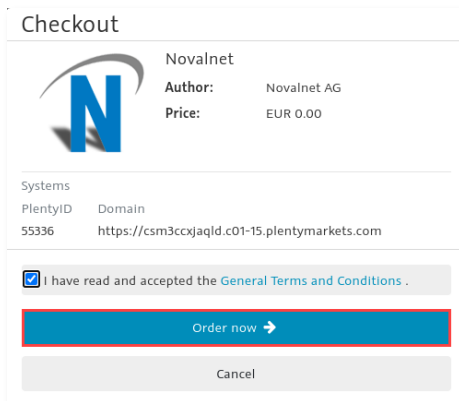 Checkout
N
Novalnet
Author: Novalnet AG
Price: EUR 0.00
Systems
PlentyID Domain
55336 https://csm3ccxjaqld.c01-15.plentymarkets.com
I have read and accepted the General Terms and Conditions .
Order now
Cancel